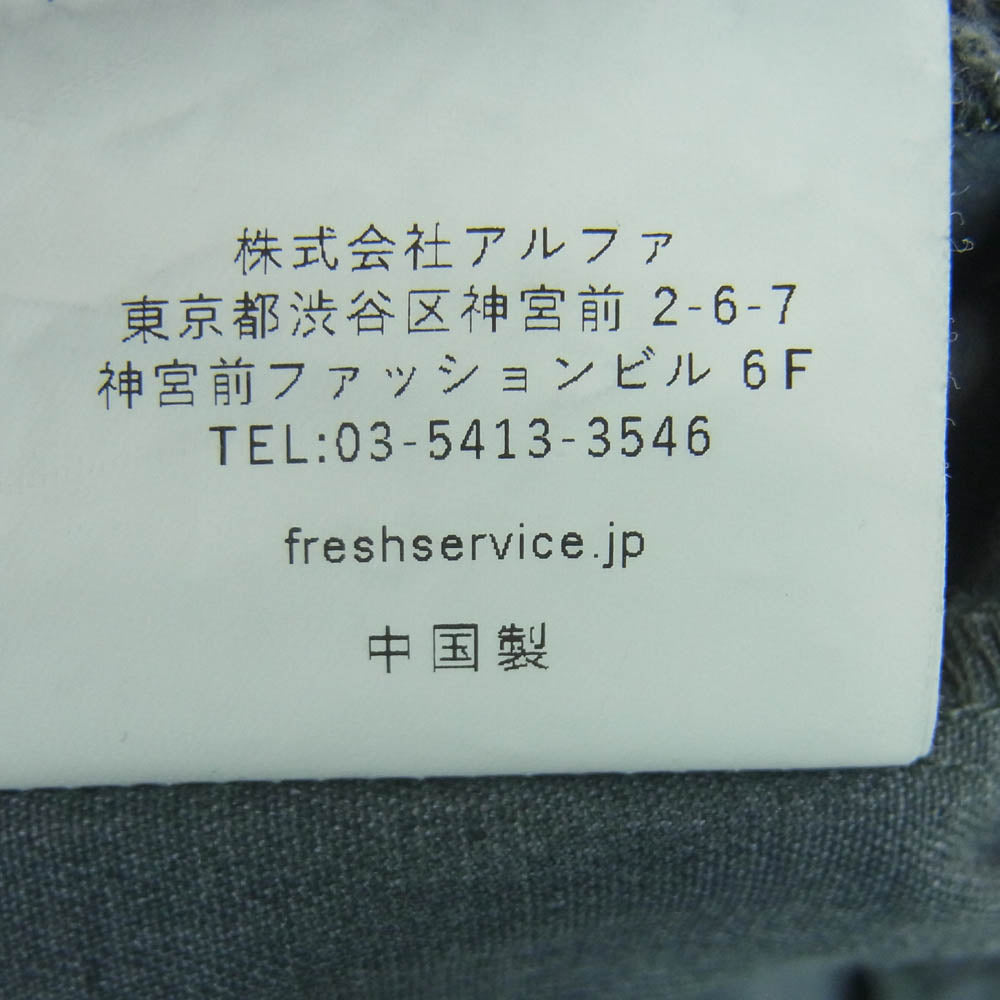 株式会社アルファ
東京都渋谷区神宮前 2-6-7
神宮前ファッションビル 6F
TEL:03-5413-3546
freshservice.jp
中国製